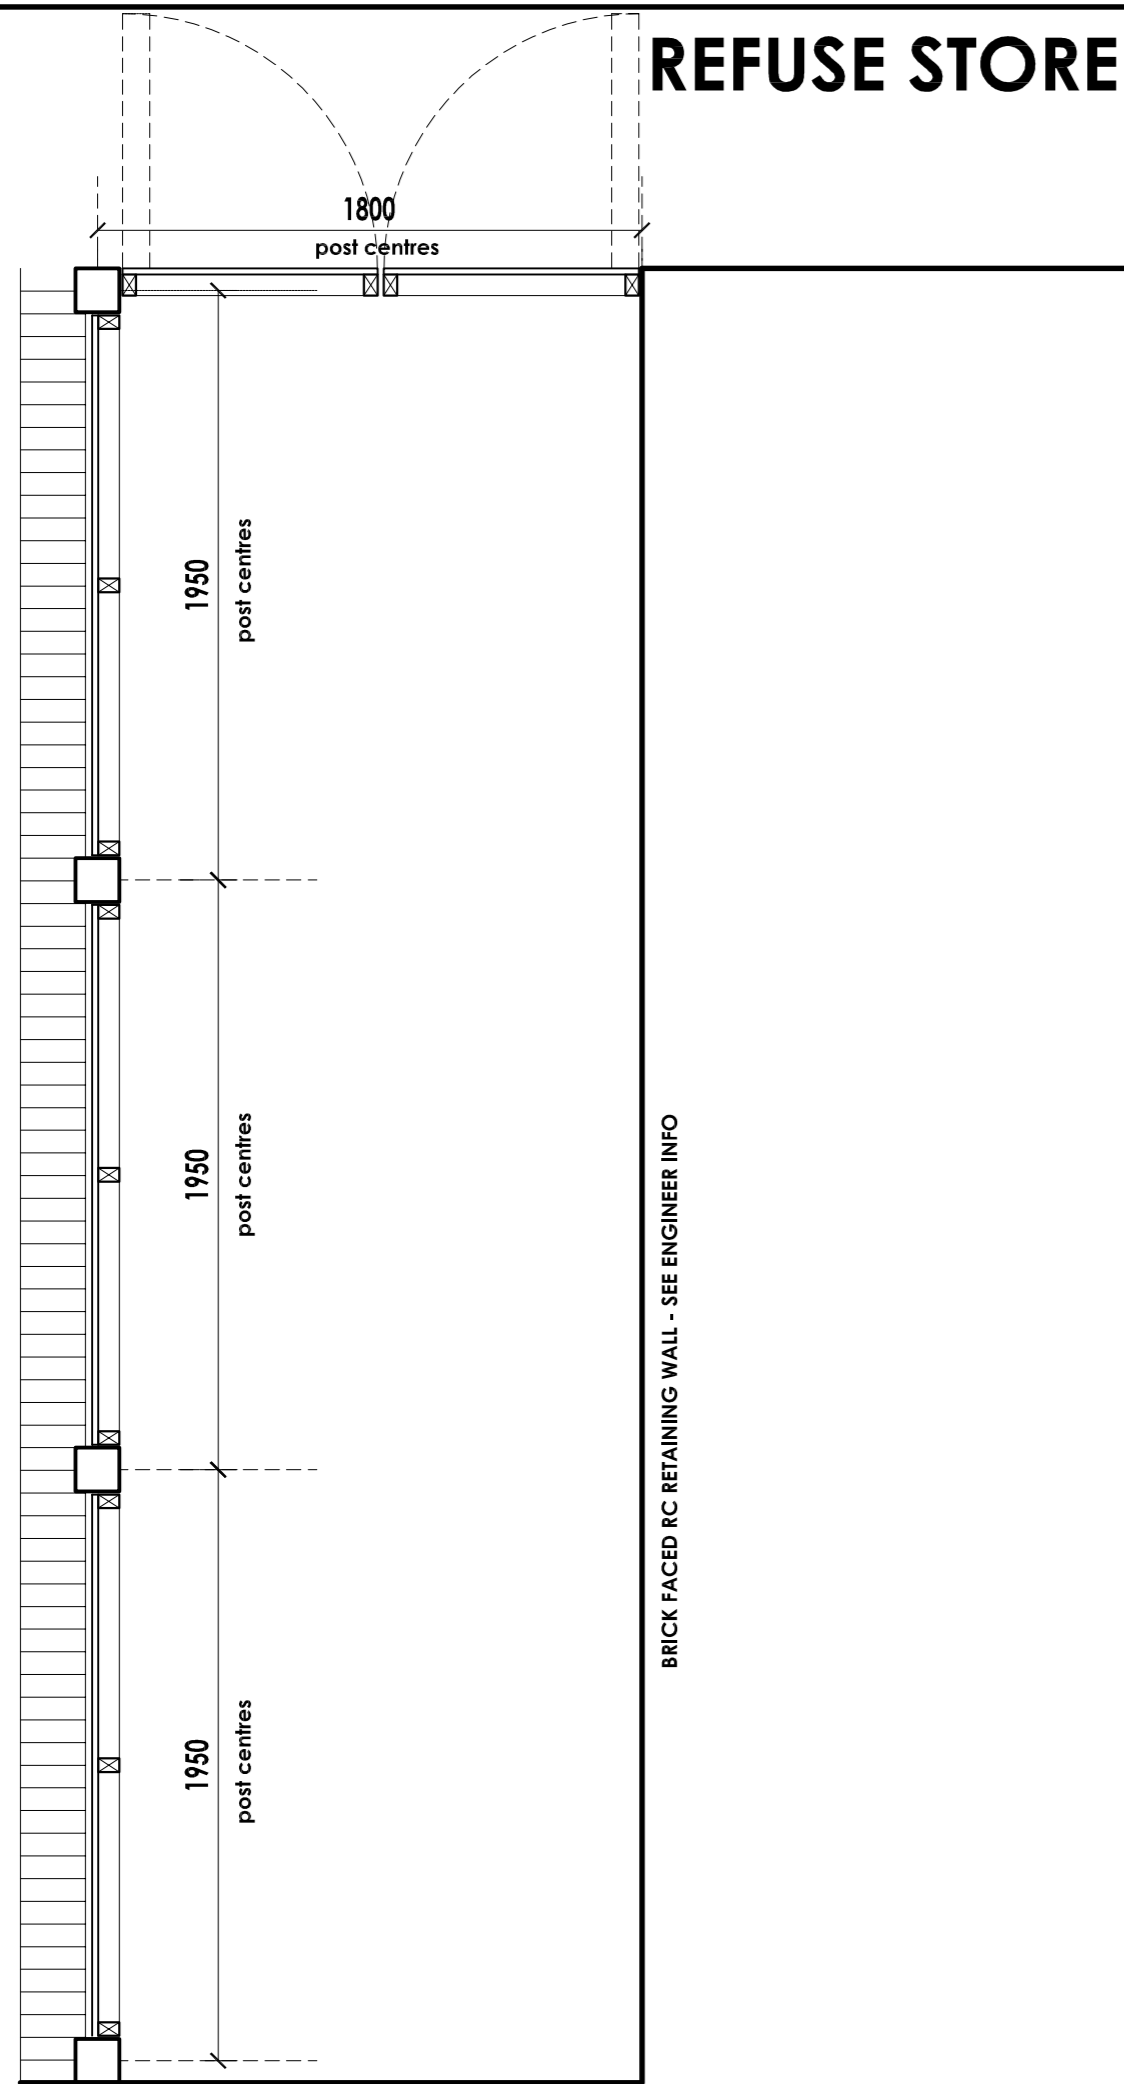 REFUSE STORE
1800
post centres
1950
post centres
1950
post centres
BRICK FACED RC RETAINING WALL - SEE ENGINEER INFO
1950
post centres